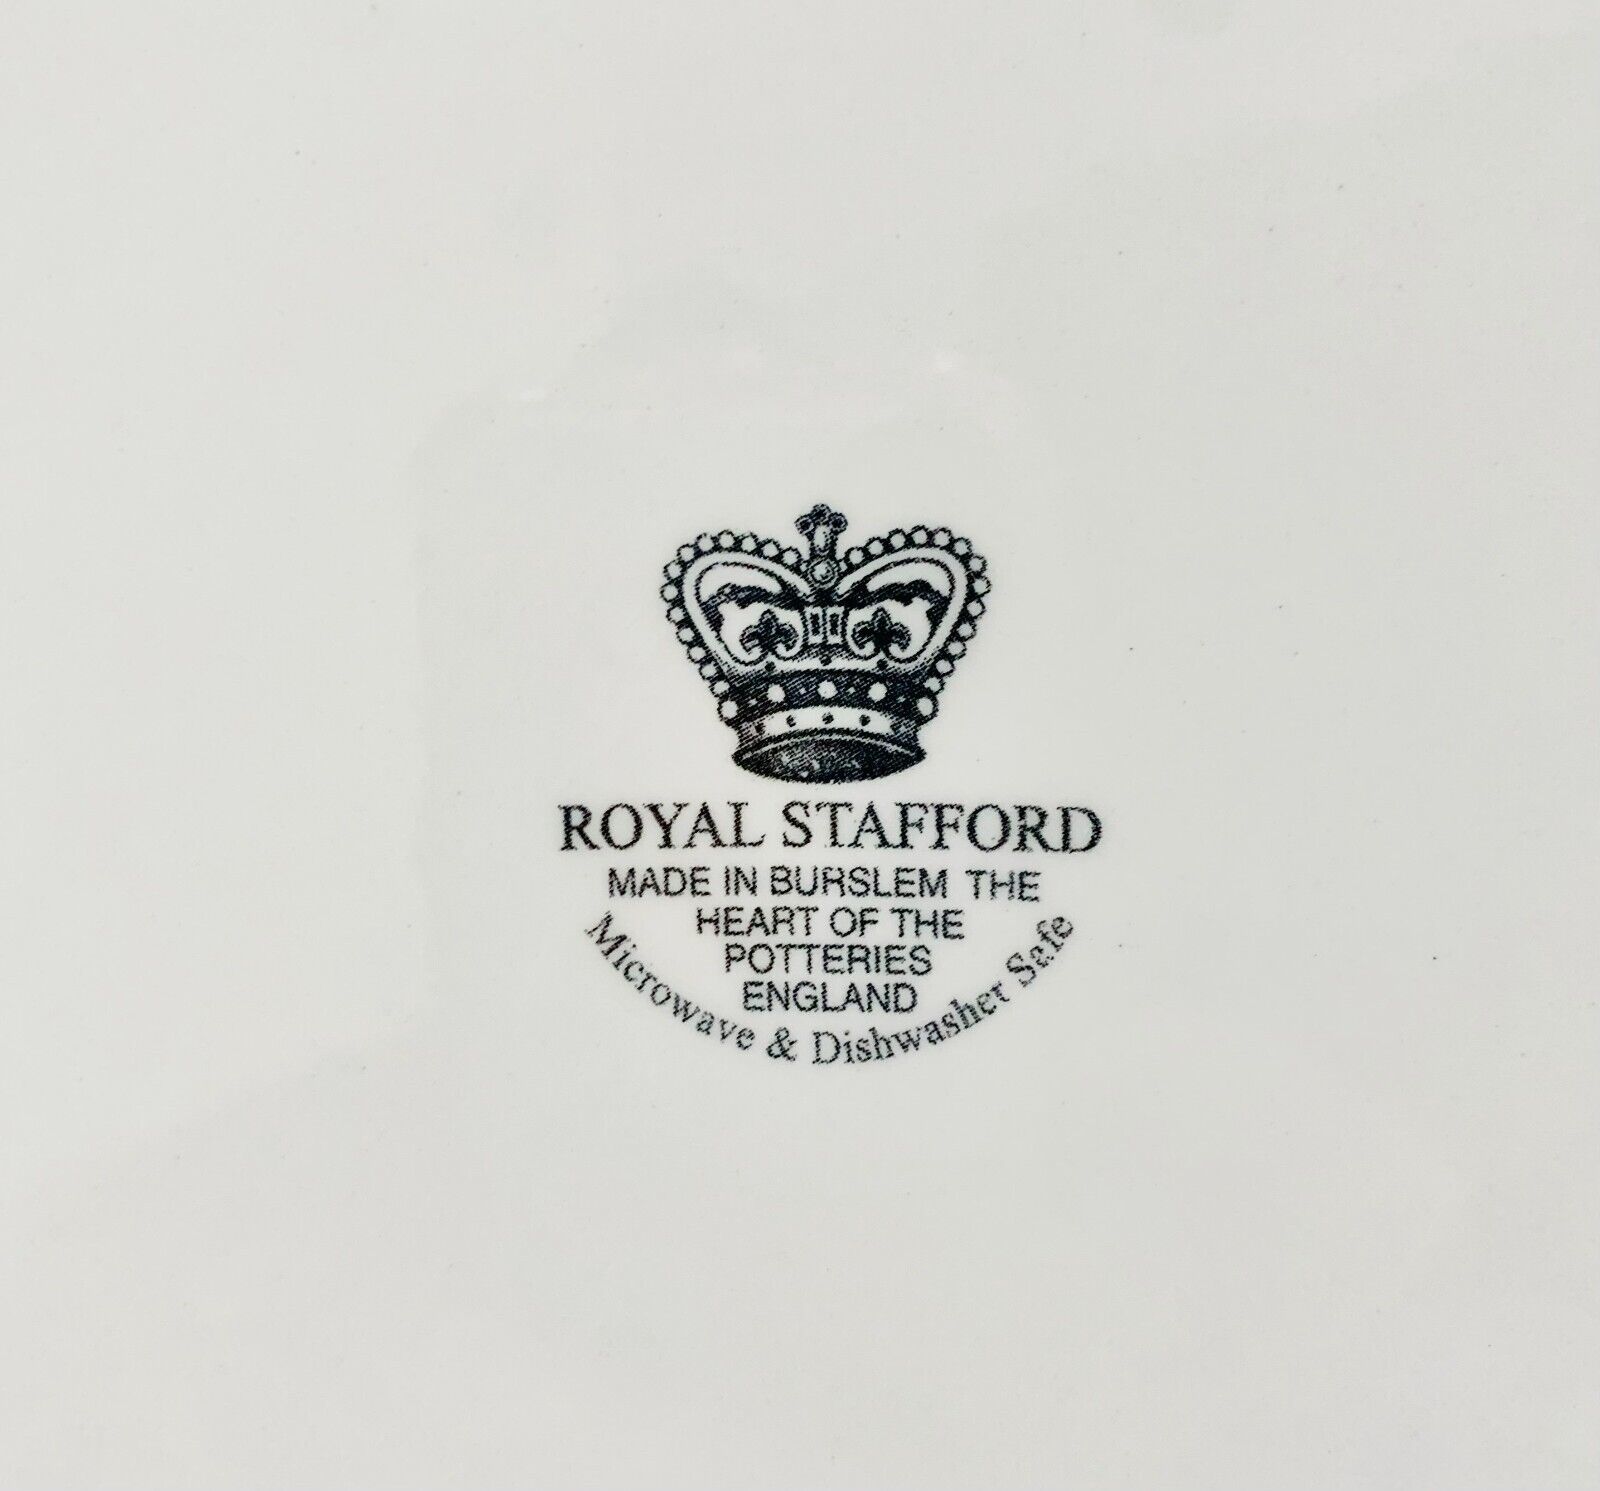 ROYAL STAFFORD
MADE IN BURSLEM THE
HEART OF THE
POTTERIES
ENGLAND
Microwave & Dishwasher Safe